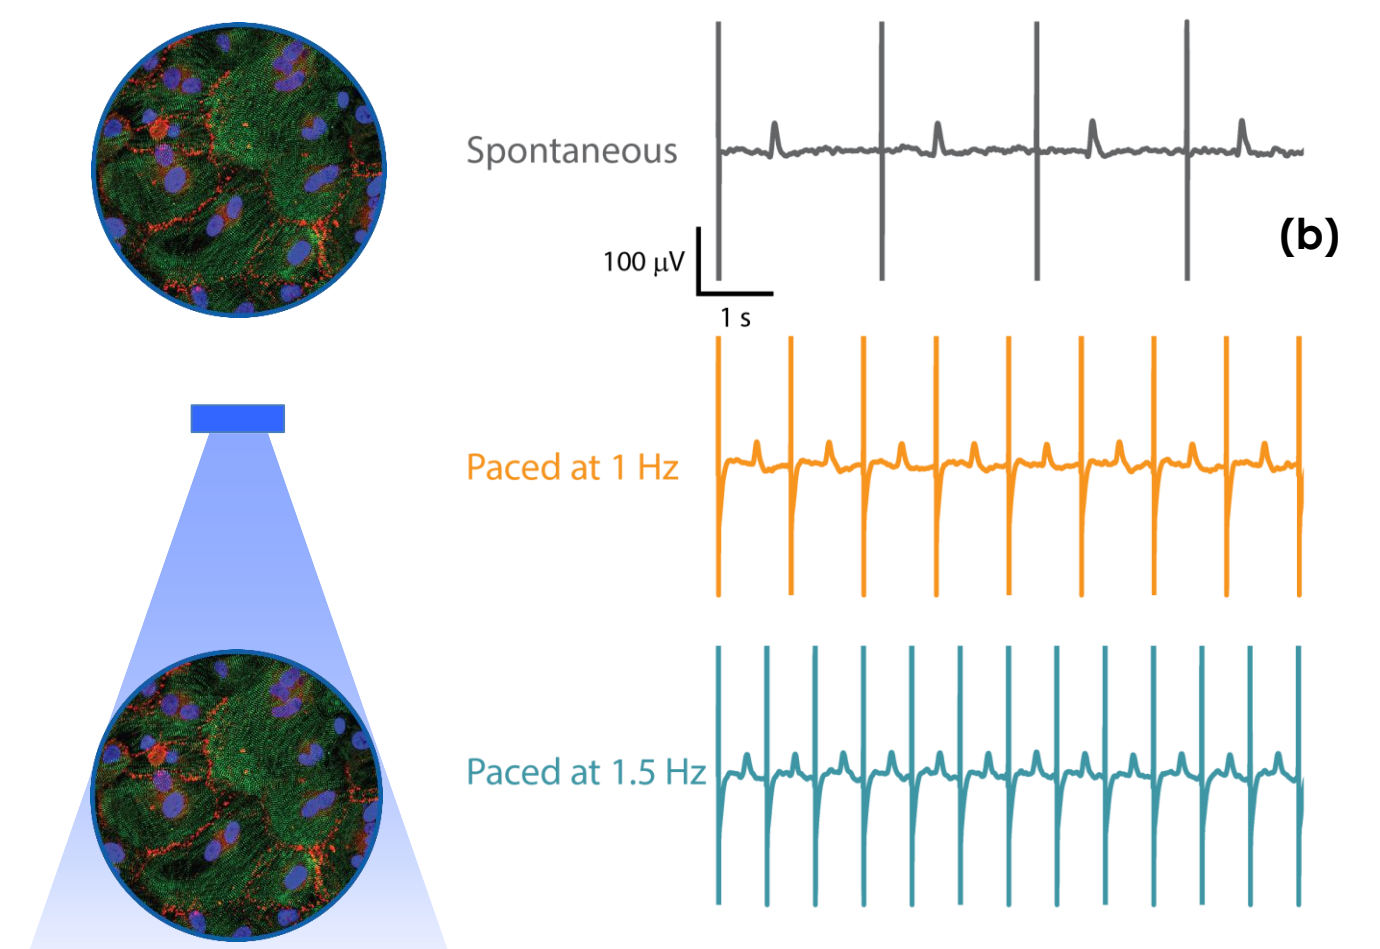 Spontaneous
(b)
100 μV
1 s
Paced at 1 Hz
Paced at 1.5 Hz